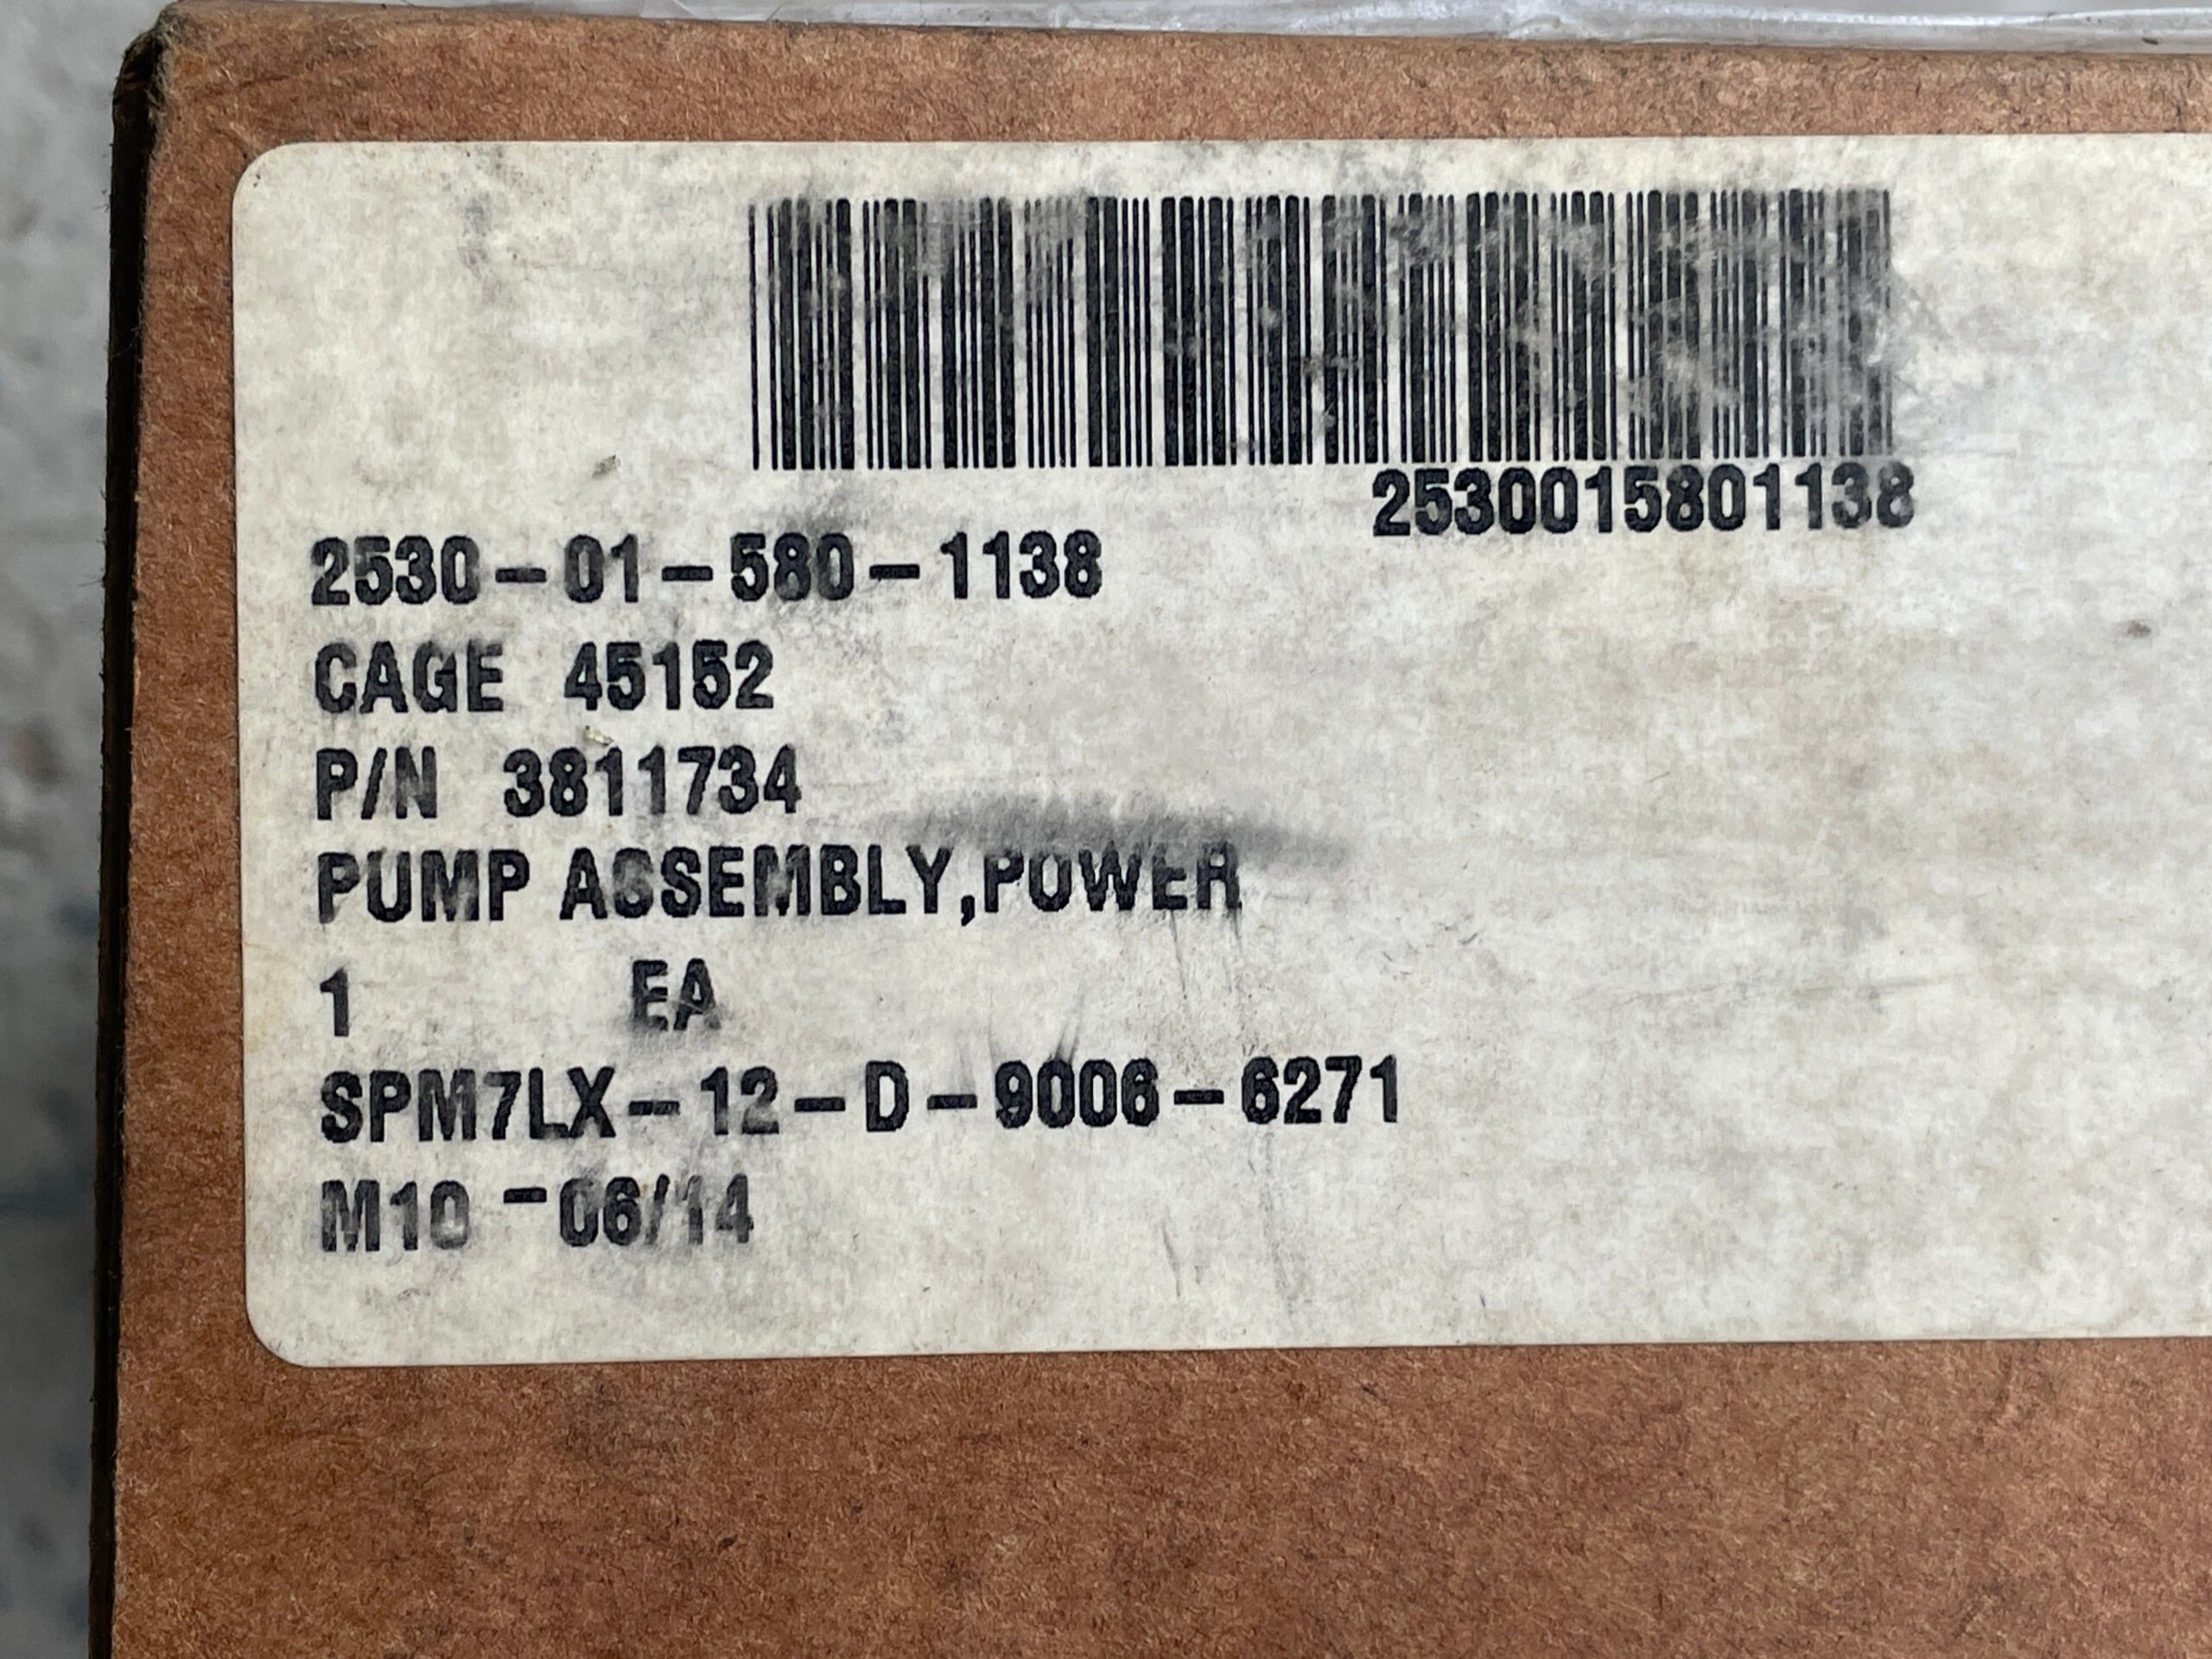 2530015801138
2530-01-580-1138
CAGE 45152
P/N 3811734
PUMP ASSEMBLY,POWER
1 EA
SPM7LX-12-D-9006-6271
M10 -06/14